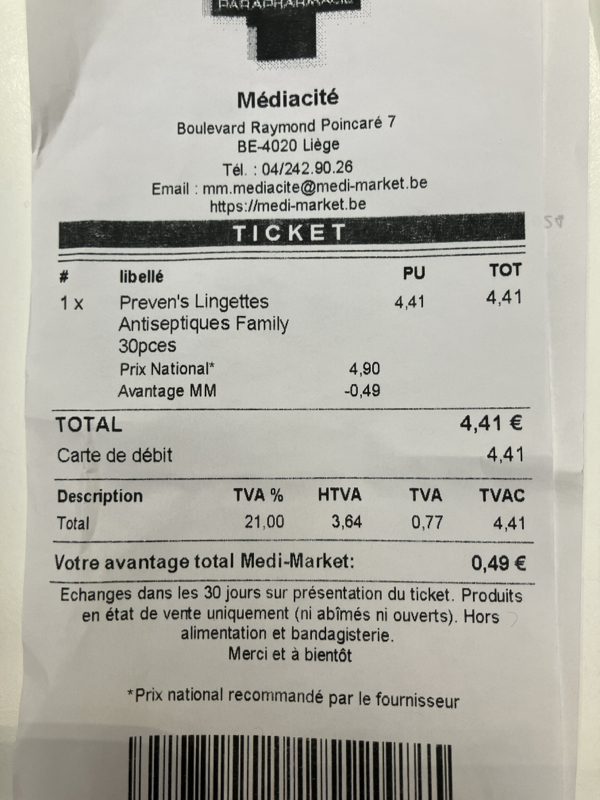 PARAPHARMACIE
Médiacité
Boulevard Raymond Poincaré 7
BE-4020 Liège
Tél. : 04/242.90.26
Email : mm.mediacite@medi-market.be
https://medi-market.be
TICKET
# libellé PU TOT
1 x Preven's Lingettes 4,41 4,41
Antiseptiques Family
30pces
Prix National* 4,90
Avantage MM -0,49
TOTAL 4,41 €
Carte de débit 4,41
Description TVA % HTVA TVA TVAC
Total 21,00 3,64 0,77 4,41
Votre avantage total Medi-Market: 0,49 €
Echanges dans les 30 jours sur présentation du ticket. Produits
en état de vente uniquement (ni abîmés ni ouverts). Hors
alimentation et bandagisterie.
Merci et à bientôt
*Prix national recommandé par le fournisseur